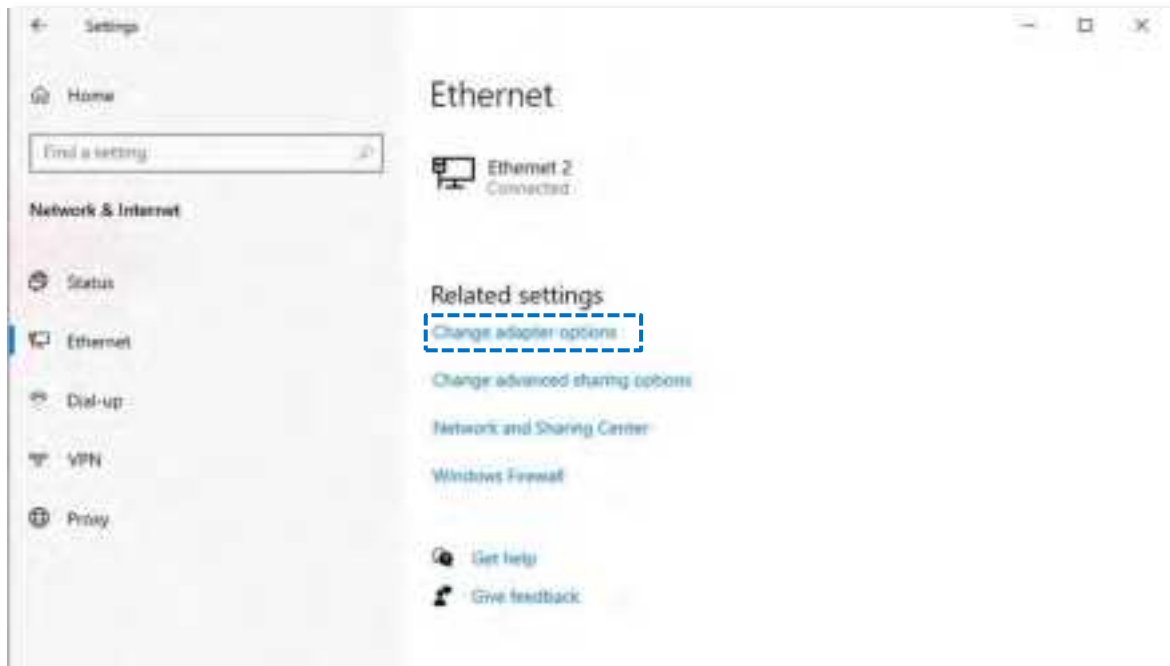 Settings
Home
Find a setting
Network & Internet
Status
Ethernet
Dial-up
VPN
Proxy
Ethernet
Ethernet 2
Connected
Related settings
Change adapter options
Change advanced sharing options
Network and Sharing Center
Windows Firewall
Get help
Give feedback